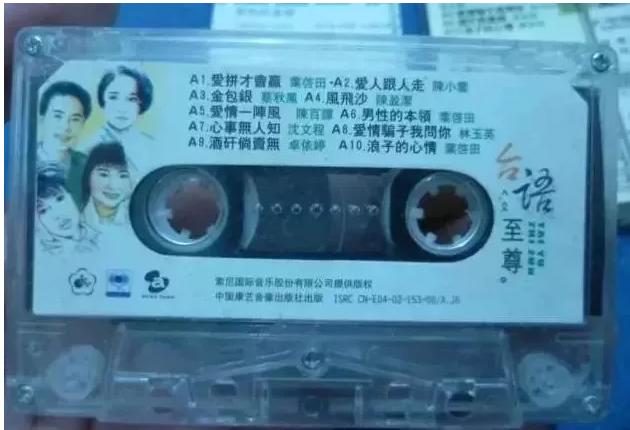 A1.愛拼才會贏 葉啓田·A2.愛人跟人走 陳小雲
A3.金包銀 蔡秋鳳 A4.風飛沙 陳盈潔
A5.愛情一陣風 陳百潭 A6.男性的本領 葉啓田
A7.心事無人知 沈文程 A8.愛情騙子我問你 林玉英
A9.酒矸倘賣無 卓依婷 A10.浪子的心情 葉啓田
台语
至尊。
索尼国际音乐股份有限公司提供版权
中国康艺音像出版社出版 ISRC CN-E04-02-153-00/A.J6